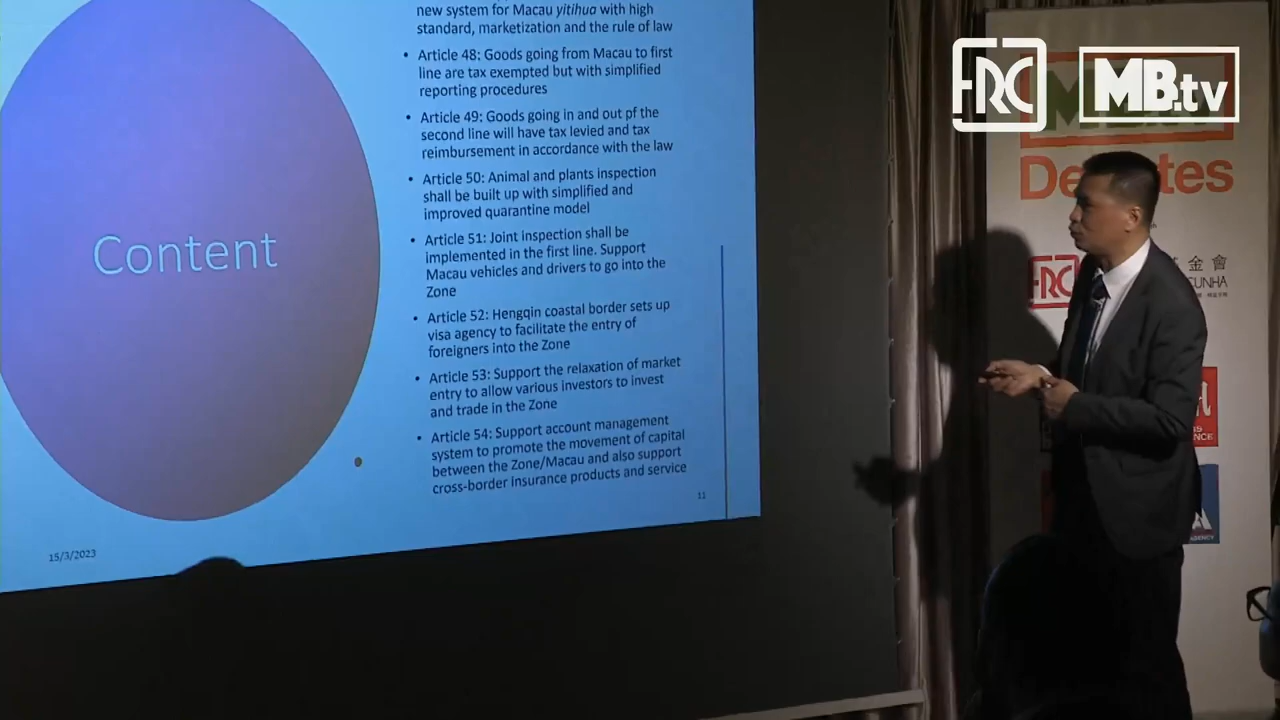 new system for Macau yitihua with high
standard, marketization and the rule of law
• Article 48: Goods going from Macau to first
line are tax exempted but with simplified
reporting procedures
• Article 49: Goods going in and out pf the
second line will have tax levied and tax
reimbursement in accordance with the law
• Article 50: Animal and plants inspection
shall be built up with simplified and
improved quarantine model
• Article 51: Joint inspection shall be
implemented in the first line. Support
Macau vehicles and drivers to go into the
Zone
• Article 52: Hengqin coastal border sets up
visa agency to facilitate the entry of
foreigners into the Zone
• Article 53: Support the relaxation of market
entry to allow various investors to invest
and trade in the Zone
• Article 54: Support account management
system to promote the movement of capital
between the Zone/Macau and also support
cross-border insurance products and service
Content
15/3/2023
11
FRC
MB.tv
De tes
FRC
金 會
CUNHA